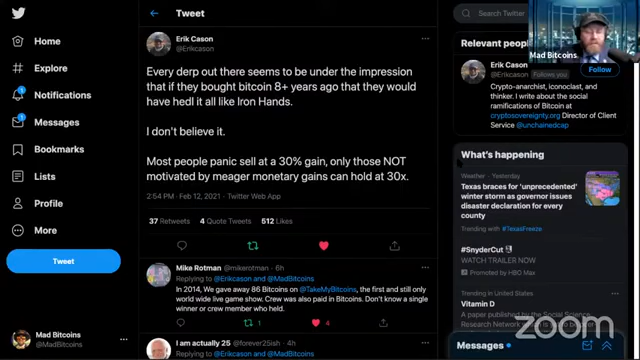 Tweet
Search Twitter
Home
Explore
Notifications
Messages
Bookmarks
Lists
Profile
More
Tweet
Mad Bitcoins
@MadBitcoins
Erik Cason
@Erikcason
Every derp out there seems to be under the impression
that if they bought bitcoin 8+ years ago that they would
have hedl it all like Iron Hands.
I don't believe it.
Most people panic sell at a 30% gain, only those NOT
motivated by meager monetary gains can hold at 30x.
2:54 PM · Feb 12, 2021 · Twitter Web App
37 Retweets 4 Quote Tweets 512 Likes
Mike Rotman @mikerotman · 6h
Replying to @Erikcason and @MadBitcoins
In 2014, We gave away 86 Bitcoins on @TakeMyBitcoins, the first and still only
world wide live game show. Crew was also paid in Bitcoins. Don't know a single
winner or crew member who held.
1 4
I am actually 25 @forever25ish · 4h
Replying to @Erikcason and @MadBitcoins
Mad Bitcoins
Relevant people
Erik Cason
@Erikcason Follows you
Follow
Crypto-anarchist, iconoclast, and
thinker. I write about the social
ramifications of Bitcoin at
cryptosovereignty.org Director of Client
Service @unchainedcap
What's happening
Weather · Yesterday
Texas braces for 'unprecedented'
winter storm as governor issues
disaster declaration for every
county
Trending with #TexasFreeze
#SnyderCut
WATCH TRAILER NOW
Promoted by HBO Max
Trending in United States
Vitamin D
A paper published by the Social
Science Research Network
Messages
zoom